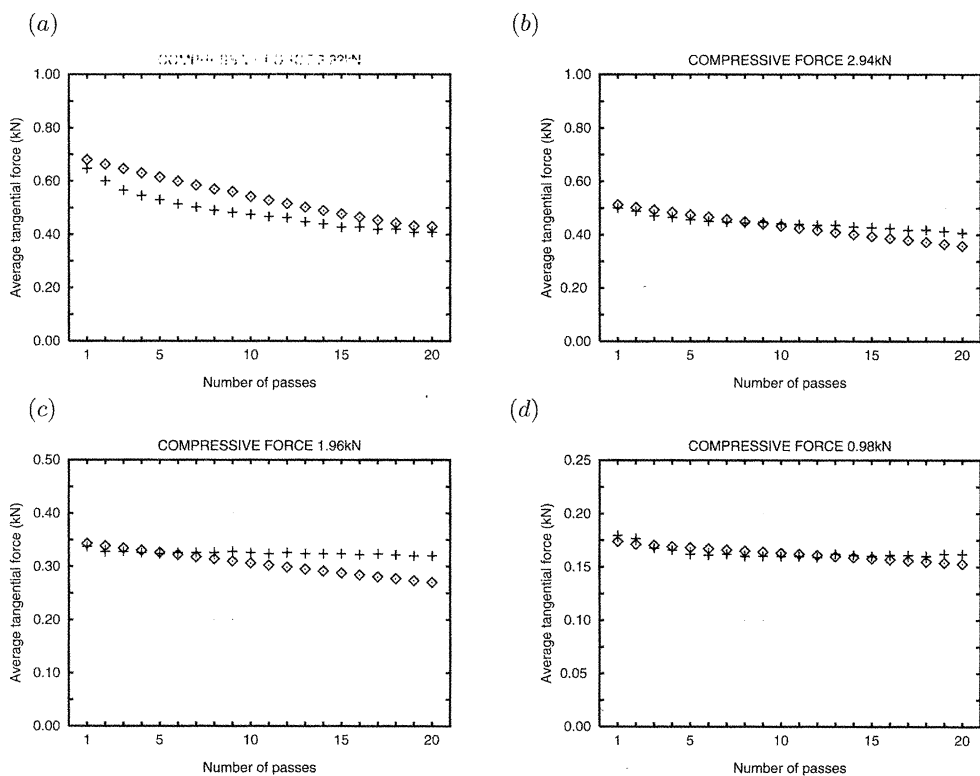 (a)
COMPRESSIVE FORCE
1.00
0.80
0.60
0.40
0.20
0.00
Average tangential force (kN)
1 5 10 15 20
Number of passes
(b)
COMPRESSIVE FORCE 2.94kN
1.00
0.80
0.60
0.40
0.20
0.00
Average tangential force (kN)
1 5 10 15 20
Number of passes
(c)
COMPRESSIVE FORCE 1.96kN
0.50
0.40
0.30
0.20
0.10
0.00
Average tangential force (kN)
1 5 10 15 20
Number of passes
(d)
COMPRESSIVE FORCE 0.98kN
0.25
0.20
0.15
0.10
0.05
0.00
Average tangential force (kN)
1 5 10 15 20
Number of passes